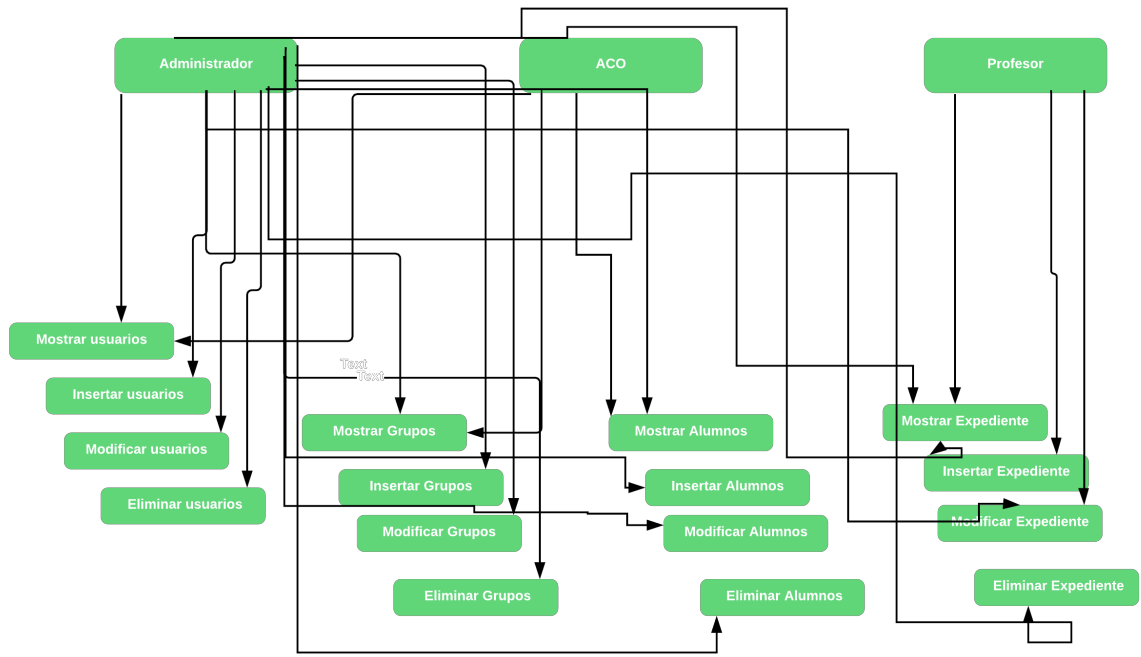 Administrador
ACO
Profesor
Mostrar usuarios
Insertar usuarios
Modificar usuarios
Eliminar usuarios
Text
Text
Mostrar Grupos
Insertar Grupos
Modificar Grupos
Eliminar Grupos
Mostrar Alumnos
Insertar Alumnos
Modificar Alumnos
Eliminar Alumnos
Mostrar Expediente
Insertar Expediente
Modificar Expediente
Eliminar Expediente